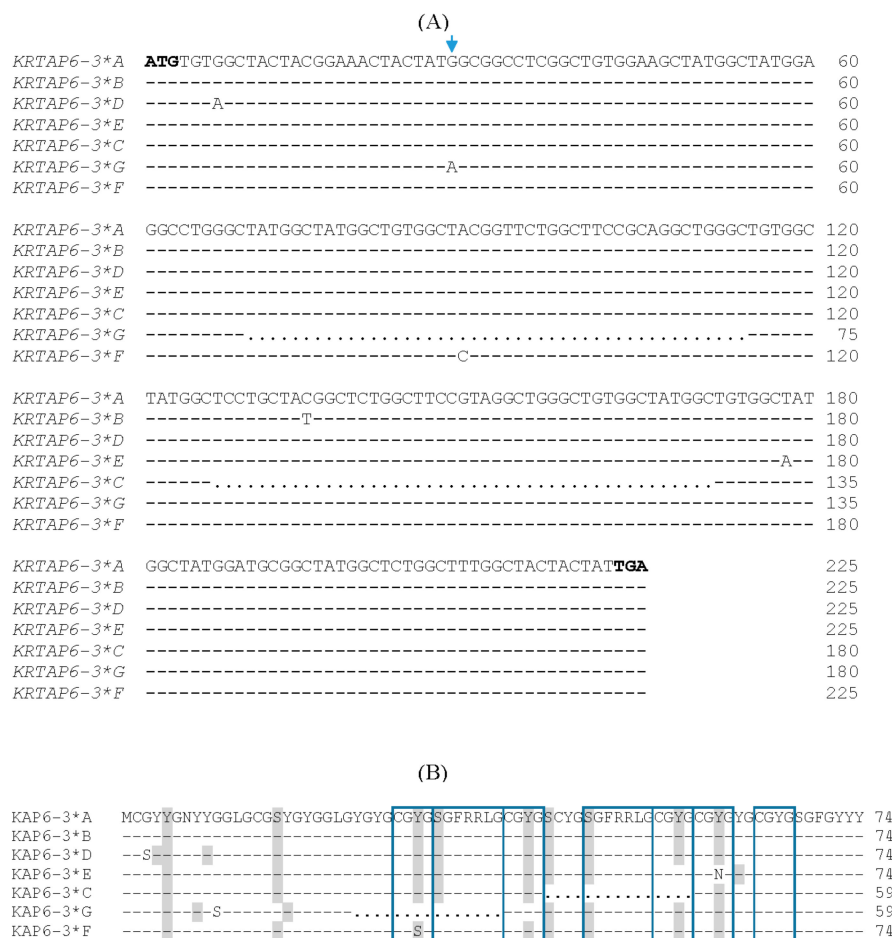 (A)
KRTAP6-3*A ATGTGTGGCTACTACGGAAACTACTATGGCGGCCTCGGCTGTGGAAGCTATGGCTATGGA 60
KRTAP6-3*B ------------------------------------------------------------ 60
KRTAP6-3*D ------A----------------------------------------------------- 60
KRTAP6-3*E ------------------------------------------------------------ 60
KRTAP6-3*C ------------------------------------------------------------ 60
KRTAP6-3*G ---------------------------A-------------------------------- 60
KRTAP6-3*F ------------------------------------------------------------ 60
KRTAP6-3*A GGCCTGGGCTATGGCTATGGCTGTGGCTACGGTTCTGGCTTCCGCAGGCTGGGCTGTGGC 120
KRTAP6-3*B ------------------------------------------------------------ 120
KRTAP6-3*D ------------------------------------------------------------ 120
KRTAP6-3*E ------------------------------------------------------------ 120
KRTAP6-3*C ------------------------------------------------------------ 120
KRTAP6-3*G ---------.............................................------ 75
KRTAP6-3*F ----------------------------C------------------------------- 120
KRTAP6-3*A TATGGCTCCTGCTACGGCTCTGGCTTCCGTAGGCTGGGCTGTGGCTATGGCTGTGGCTAT 180
KRTAP6-3*B --------------T--------------------------------------------- 180
KRTAP6-3*D ------------------------------------------------------------ 180
KRTAP6-3*E ---------------------------------------------------------A-- 180
KRTAP6-3*C ------.............................................--------- 135
KRTAP6-3*G ------------------------------------------------------------ 135
KRTAP6-3*F ------------------------------------------------------------ 180
KRTAP6-3*A GGCTATGGATGCGGCTATGGCTCTGGCTTTGGCTACTACTATTGA 225
KRTAP6-3*B --------------------------------------------- 225
KRTAP6-3*D --------------------------------------------- 225
KRTAP6-3*E --------------------------------------------- 225
KRTAP6-3*C --------------------------------------------- 180
KRTAP6-3*G --------------------------------------------- 180
KRTAP6-3*F --------------------------------------------- 225
(B)
KAP6-3*A MCGYYGNYYGGLGCGSYGYGGLGYGYGCGYGSGFRRLGCGYGSCYGSGFRRLGCGYGCGYGYGCGYGSGFGYYY 74
KAP6-3*B -------------------------------------------------------------------------- 74
KAP6-3*D --S----------------------------------------------------------------------- 74
KAP6-3*E -----------------------------------------------------------N-------------- 74
KAP6-3*C ------------------------------------------...............----------------- 59
KAP6-3*G ---------S-------------...............------------------------------------ 59
KAP6-3*F -----------------------------S-------------------------------------------- 74